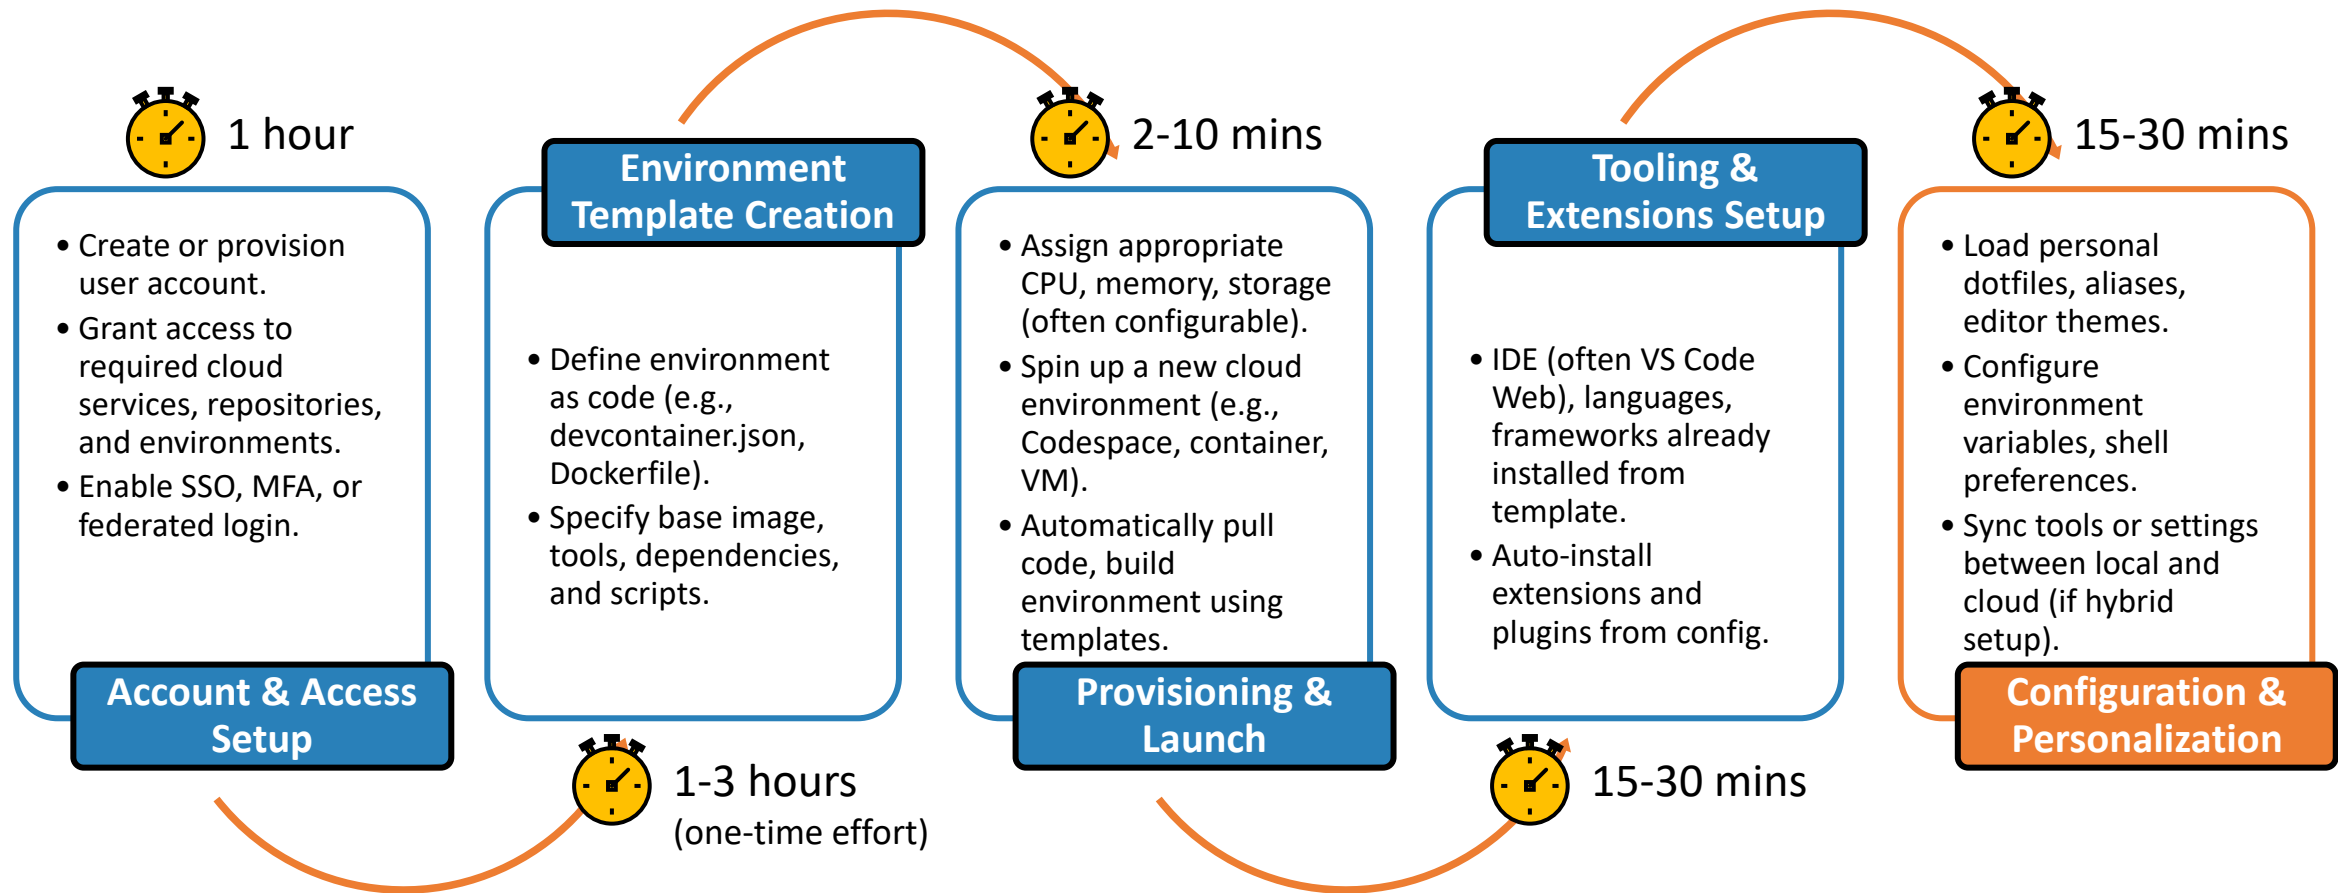 1 hour
• Create or provision
user account.
• Grant access to
required cloud
services, repositories,
and environments.
• Enable SSO, MFA, or
federated login.
Account & Access
Setup
Environment
Template Creation
• Define environment
as code (e.g.,
devcontainer.json,
Dockerfile).
• Specify base image,
tools, dependencies,
and scripts.
1-3 hours
(one-time effort)
2-10 mins
• Assign appropriate
CPU, memory, storage
(often configurable).
• Spin up a new cloud
environment (e.g.,
Codespace, container,
VM).
• Automatically pull
code, build
environment using
templates.
Provisioning &
Launch
Tooling &
Extensions Setup
• IDE (often VS Code
Web), languages,
frameworks already
installed from
template.
• Auto-install
extensions and
plugins from config.
15-30 mins
15-30 mins
• Load personal
dotfiles, aliases,
editor themes.
• Configure
environment
variables, shell
preferences.
• Sync tools or settings
between local and
cloud (if hybrid
setup).
Configuration &
Personalization